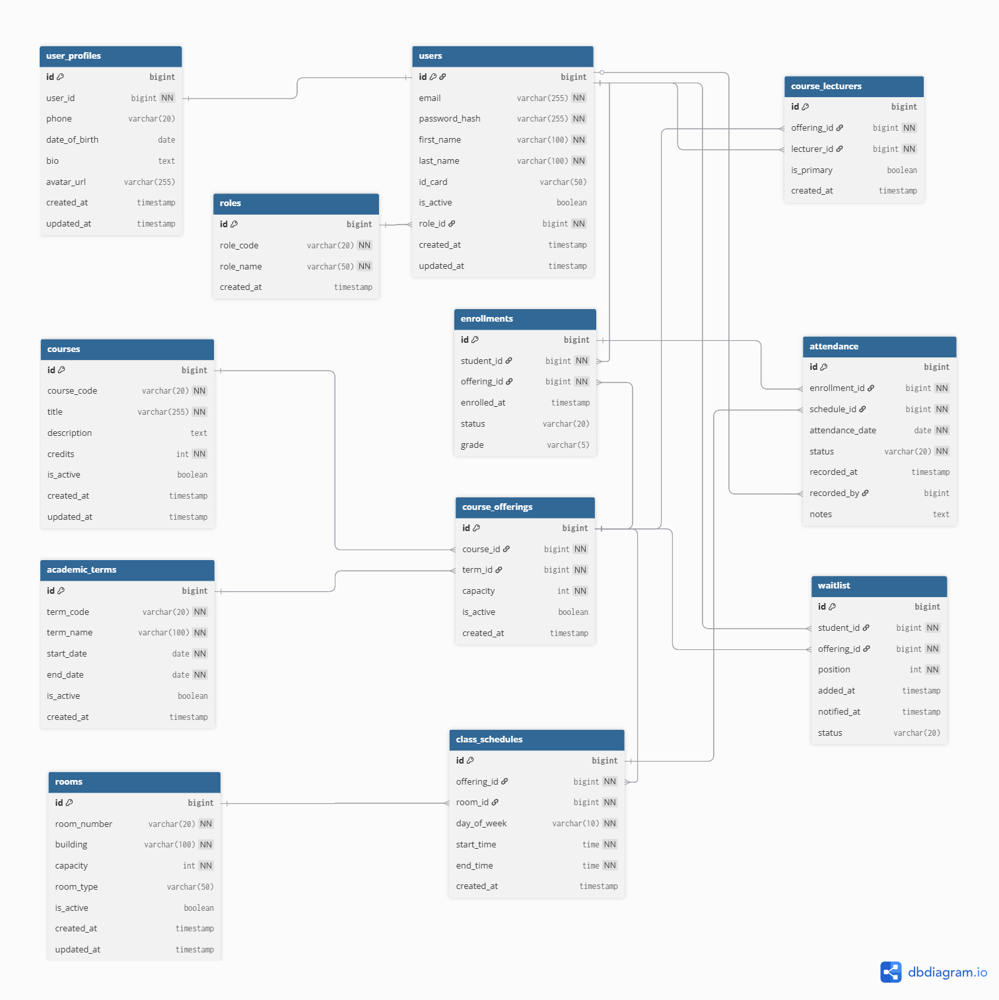 user_profiles
id bigint
user_id bigint NN
phone varchar(20)
date_of_birth date
bio text
avatar_url varchar(255)
created_at timestamp
updated_at timestamp
users
id bigint
email varchar(255) NN
password_hash varchar(255) NN
first_name varchar(100) NN
last_name varchar(100) NN
id_card varchar(50)
is_active boolean
role_id bigint NN
created_at timestamp
updated_at timestamp
course_lecturers
id bigint
offering_id bigint NN
lecturer_id bigint NN
is_primary boolean
created_at timestamp
roles
id bigint
role_code varchar(20) NN
role_name varchar(50) NN
created_at timestamp
enrollments
id bigint
student_id bigint NN
offering_id bigint NN
enrolled_at timestamp
status varchar(20)
grade varchar(5)
courses
id bigint
course_code varchar(20) NN
title varchar(255) NN
description text
credits int NN
is_active boolean
created_at timestamp
updated_at timestamp
attendance
id bigint
enrollment_id bigint NN
schedule_id bigint NN
attendance_date date NN
status varchar(20) NN
recorded_at timestamp
recorded_by bigint
notes text
course_offerings
id bigint
course_id bigint NN
term_id bigint NN
capacity int NN
is_active boolean
created_at timestamp
academic_terms
id bigint
term_code varchar(20) NN
term_name varchar(100) NN
start_date date NN
end_date date NN
is_active boolean
created_at timestamp
waitlist
id bigint
student_id bigint NN
offering_id bigint NN
position int NN
added_at timestamp
notified_at timestamp
status varchar(20)
class_schedules
id bigint
offering_id bigint NN
room_id bigint NN
day_of_week varchar(10) NN
start_time time NN
end_time time NN
created_at timestamp
rooms
id bigint
room_number varchar(20) NN
building varchar(100) NN
capacity int NN
room_type varchar(50)
is_active boolean
created_at timestamp
updated_at timestamp
dbdiagram.io